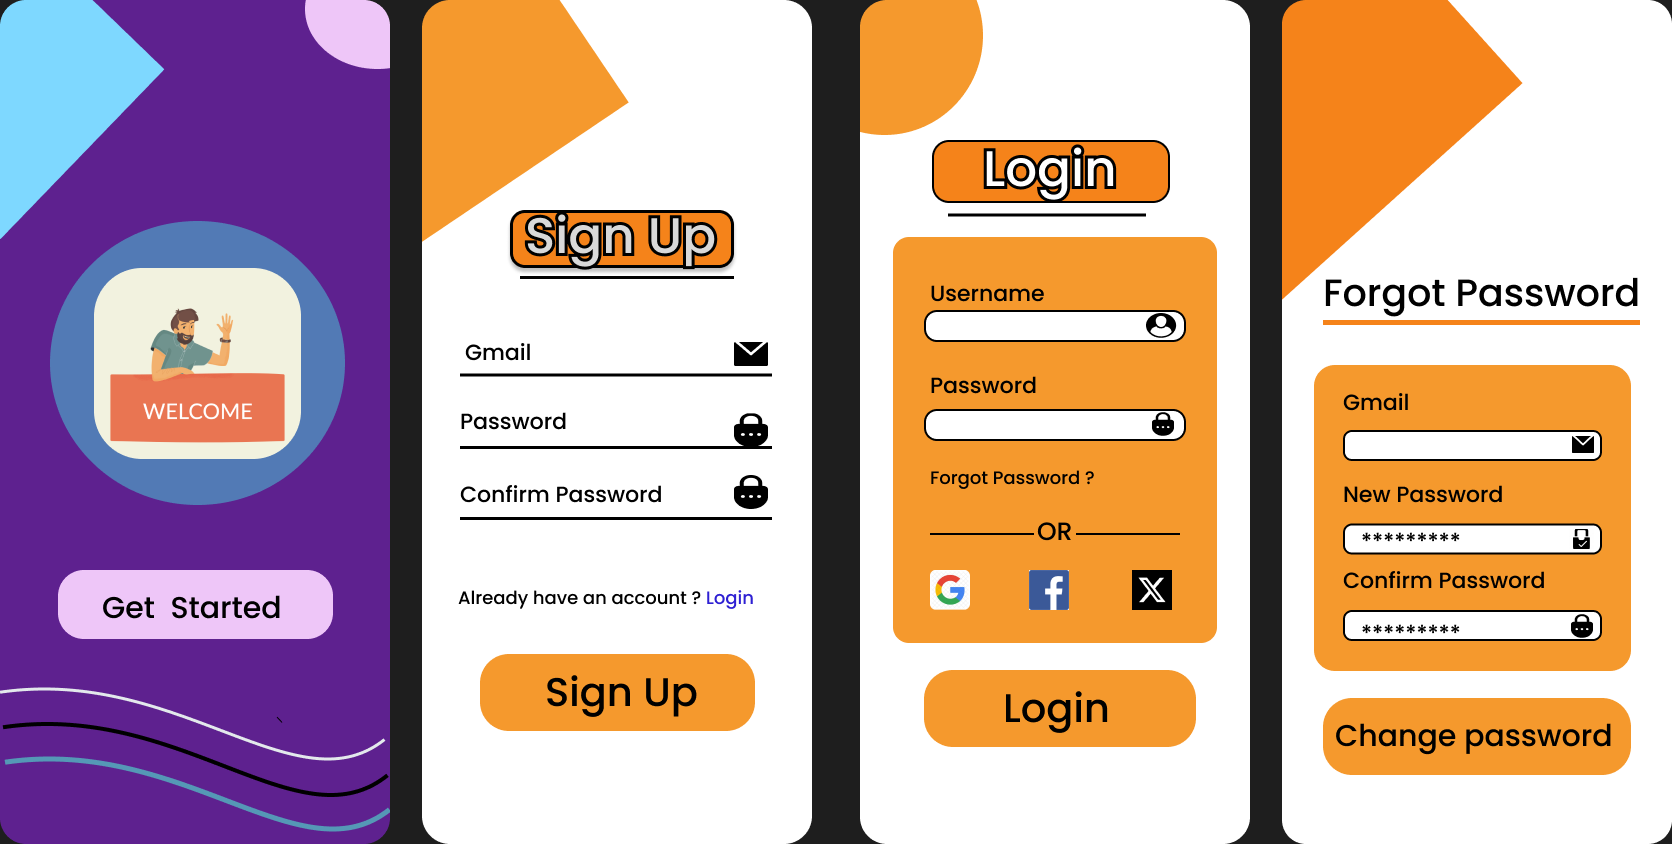 WELCOME
Get Started
Sign Up
Gmail
Password
Confirm Password
Already have an account ? Login
Sign Up
Login
Username
Password
Forgot Password ?
OR
Login
Forgot Password
Gmail
New Password
*********
Confirm Password
*********
Change password